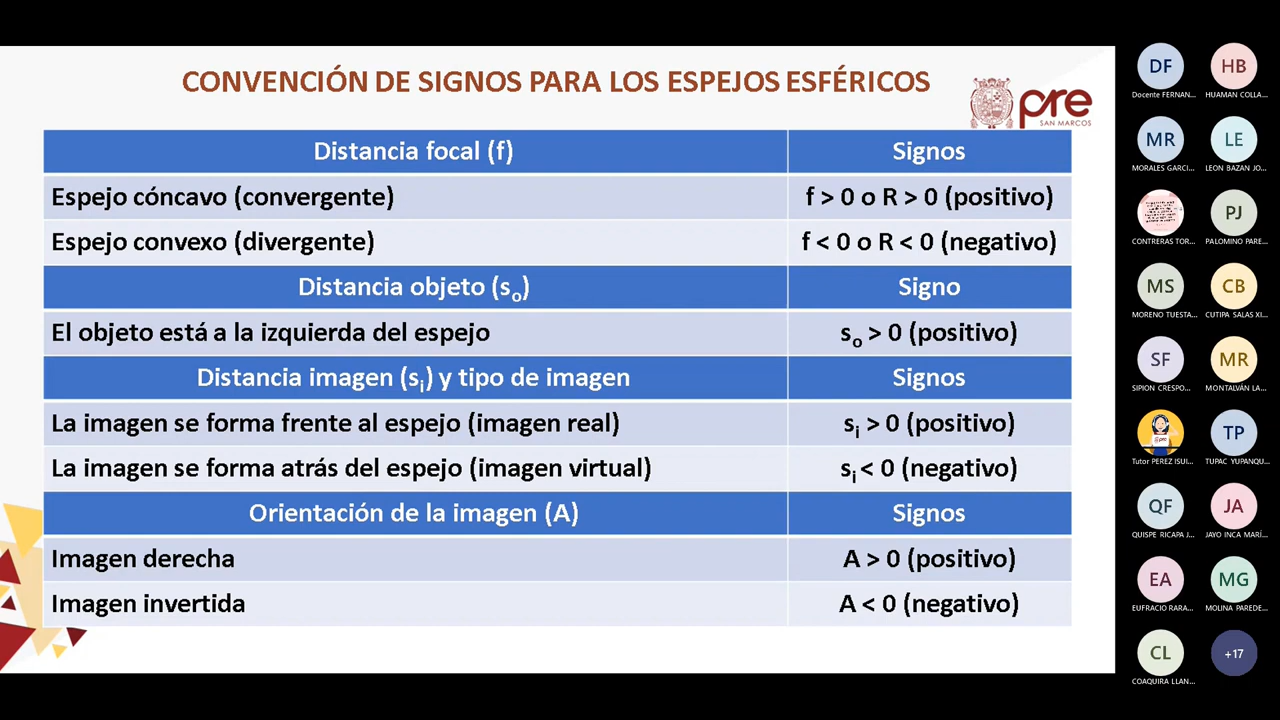 CONVENCIÓN DE SIGNOS PARA LOS ESPEJOS ESFÉRICOS
pre
SAN MARCOS
Distancia focal (f) Signos
Espejo cóncavo (convergente) f > 0 o R > 0 (positivo)
Espejo convexo (divergente) f < 0 o R < 0 (negativo)
Distancia objeto (so) Signo
El objeto está a la izquierda del espejo so > 0 (positivo)
Distancia imagen (si) y tipo de imagen Signos
La imagen se forma frente al espejo (imagen real) si > 0 (positivo)
La imagen se forma atrás del espejo (imagen virtual) si < 0 (negativo)
Orientación de la imagen (A) Signos
Imagen derecha A > 0 (positivo)
Imagen invertida A < 0 (negativo)
DF HB
Docente FERNAN... HUAMAN COLLA...
MR LE
MORALES GARCI... LEON BAZAN JO...
PJ
CONTRERAS TOR... PALOMINO PARE...
MS CB
MORENO TUESTA... CUTIPA SALAS XI...
SF MR
SIPION CRESPO... MONTALVÁN LA...
TP
Tutor PEREZ ISUI... TUPAC YUPANQU...
QF JA
QUISPE RICAPA J... JAYO INCA MARÍ...
EA MG
EUFRACIO RARA... MOLINA PAREDE...
CL +17
COAQUIRA LLAN...